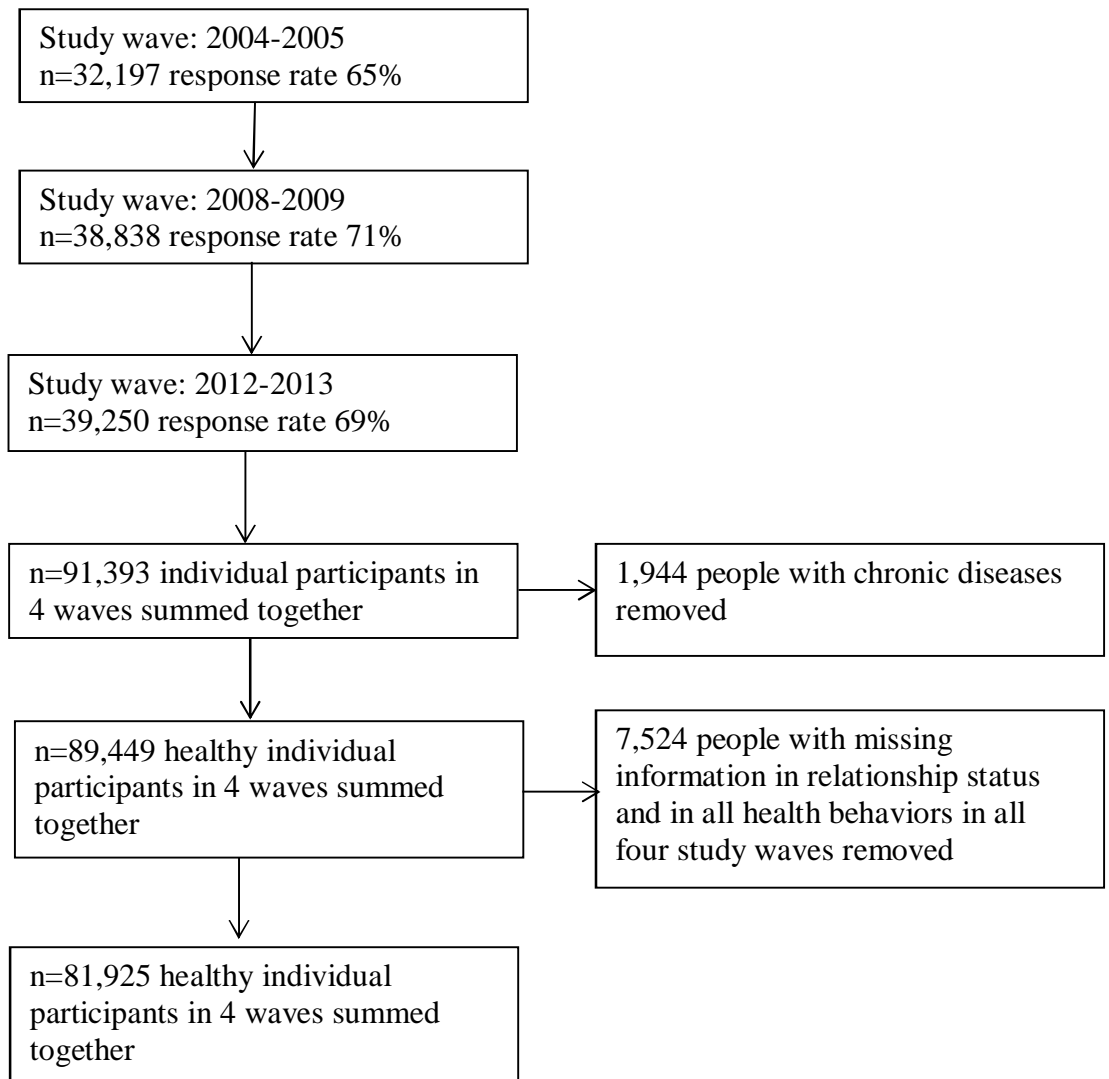 Study wave: 2004-2005
n=32,197 response rate 65%
Study wave: 2008-2009
n=38,838 response rate 71%
Study wave: 2012-2013
n=39,250 response rate 69%
n=91,393 individual participants in
4 waves summed together
1,944 people with chronic diseases
removed
n=89,449 healthy individual
participants in 4 waves summed
together
7,524 people with missing
information in relationship status
and in all health behaviors in all
four study waves removed
n=81,925 healthy individual
participants in 4 waves summed
together